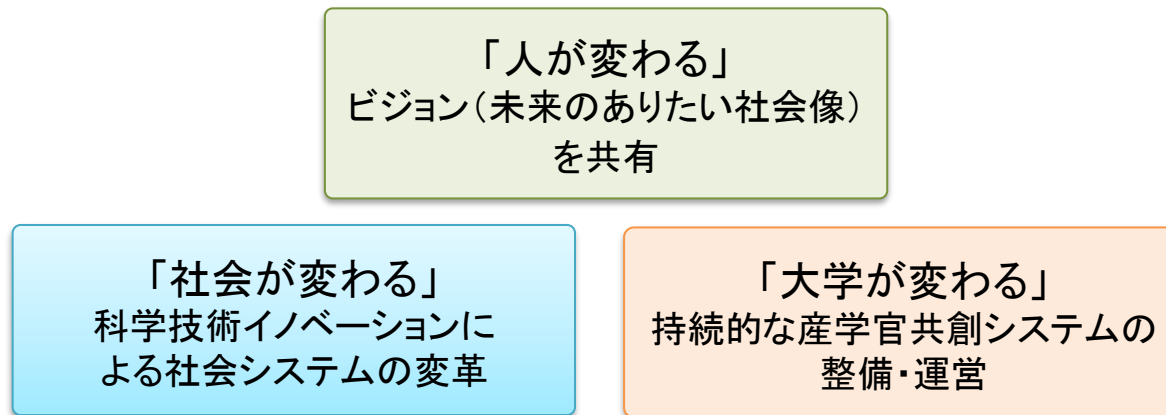 「人が変わる」
ビジョン（未来のありたい社会像）
を共有
「社会が変わる」
科学技術イノベーションに
よる社会システムの変革
「大学が変わる」
持続的な産学官共創システムの
整備・運営